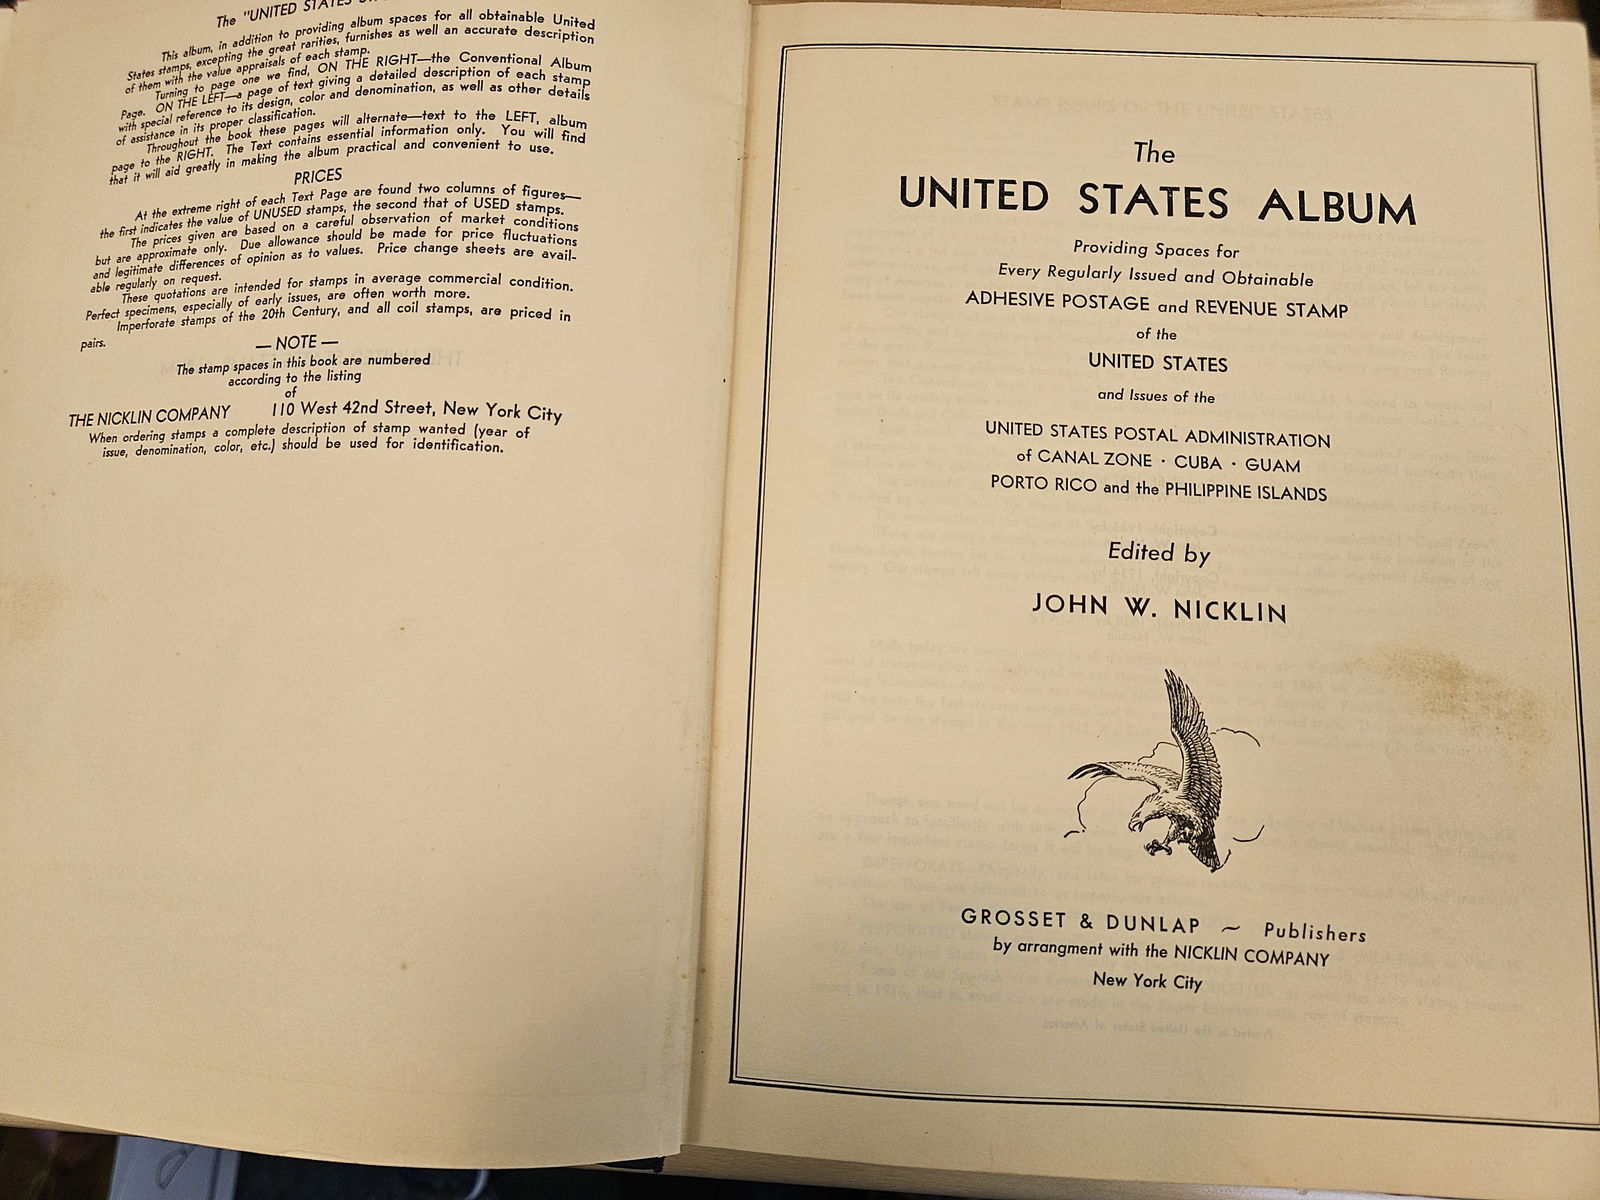 The "UNITED STATES
This album, in addition to providing album spaces for all obtainable United
States stamps, excepting the great rarities, furnishes as well an accurate description
of them with the value appraisals of each stamp.
Turning to page one we find, ON THE RIGHT—the Conventional Album
Page. ON THE LEFT—a page of text giving a detailed description of each stamp
with special reference to its design, color and denomination, as well as other details
of assistance in its proper classification.
Throughout the book these pages will alternate—text to the LEFT, album
page to the RIGHT. The Text contains essential information only. You will find
that it will aid greatly in making the album practical and convenient to use.
PRICES
At the extreme right of each Text Page are found two columns of figures—
the first indicates the value of UNUSED stamps, the second that of USED stamps.
The prices given are based on a careful observation of market conditions
but are approximate only. Due allowance should be made for price fluctuations
and legitimate differences of opinion as to values. Price change sheets are avail-
able regularly on request.
These quotations are intended for stamps in average commercial condition.
Perfect specimens, especially of early issues, are often worth more.
Imperforate stamps of the 20th Century, and all coil stamps, are priced in
pairs.
— NOTE —
The stamp spaces in this book are numbered
according to the listing
of
THE NICKLIN COMPANY 110 West 42nd Street, New York City
When ordering stamps a complete description of stamp wanted (year of
issue, denomination, color, etc.) should be used for identification.
The
UNITED STATES ALBUM
Providing Spaces for
Every Regularly Issued and Obtainable
ADHESIVE POSTAGE and REVENUE STAMP
of the
UNITED STATES
and Issues of the
UNITED STATES POSTAL ADMINISTRATION
of CANAL ZONE · CUBA · GUAM
PORTO RICO and the PHILIPPINE ISLANDS
Edited by
JOHN W. NICKLIN
GROSSET & DUNLAP ~ Publishers
by arrangment with the NICKLIN COMPANY
New York City